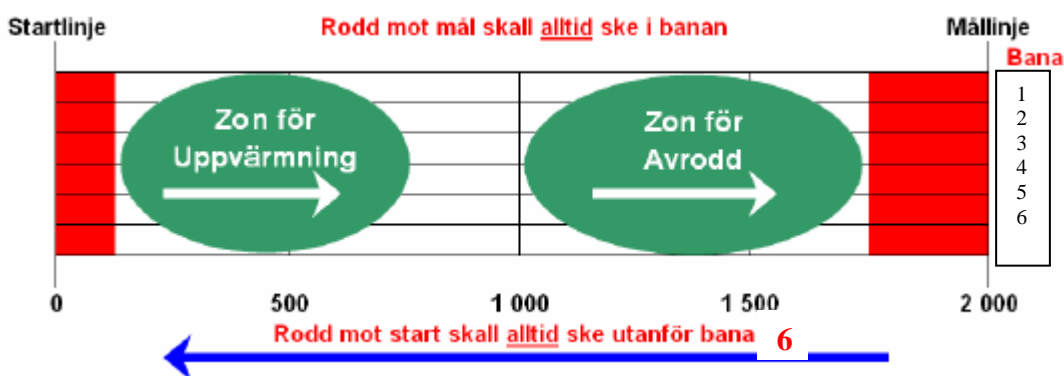 Startlinje
Rodd mot mål skall alltid ske i banan
Mållinje
Bana
Zon för
Uppvärmning
Zon för
Avrodd
1
2
3
4
5
6
0 500 1 000 1 500 2 000
Rodd mot start skall alltid ske utanför bana 6